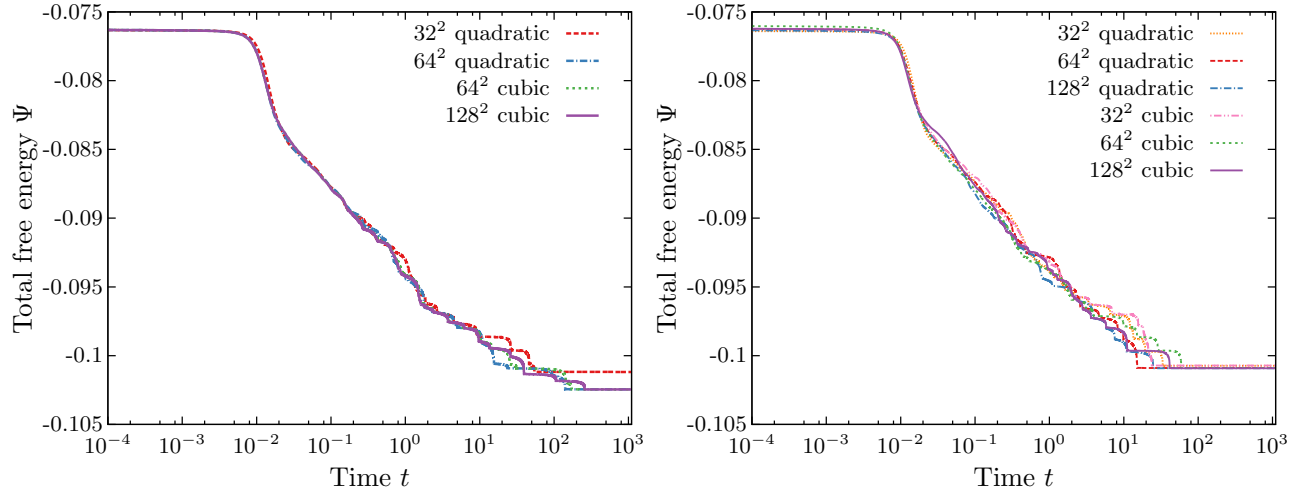 -0.075
-0.08
-0.085
-0.09
-0.095
-0.1
-0.105
Total free energy Ψ
32² quadratic
64² quadratic
64² cubic
128² cubic
10⁻⁴ 10⁻³ 10⁻² 10⁻¹ 10⁰ 10¹ 10² 10³
Time t
-0.075
-0.08
-0.085
-0.09
-0.095
-0.1
-0.105
Total free energy Ψ
32² quadratic
64² quadratic
128² quadratic
32² cubic
64² cubic
128² cubic
10⁻⁴ 10⁻³ 10⁻² 10⁻¹ 10⁰ 10¹ 10² 10³
Time t